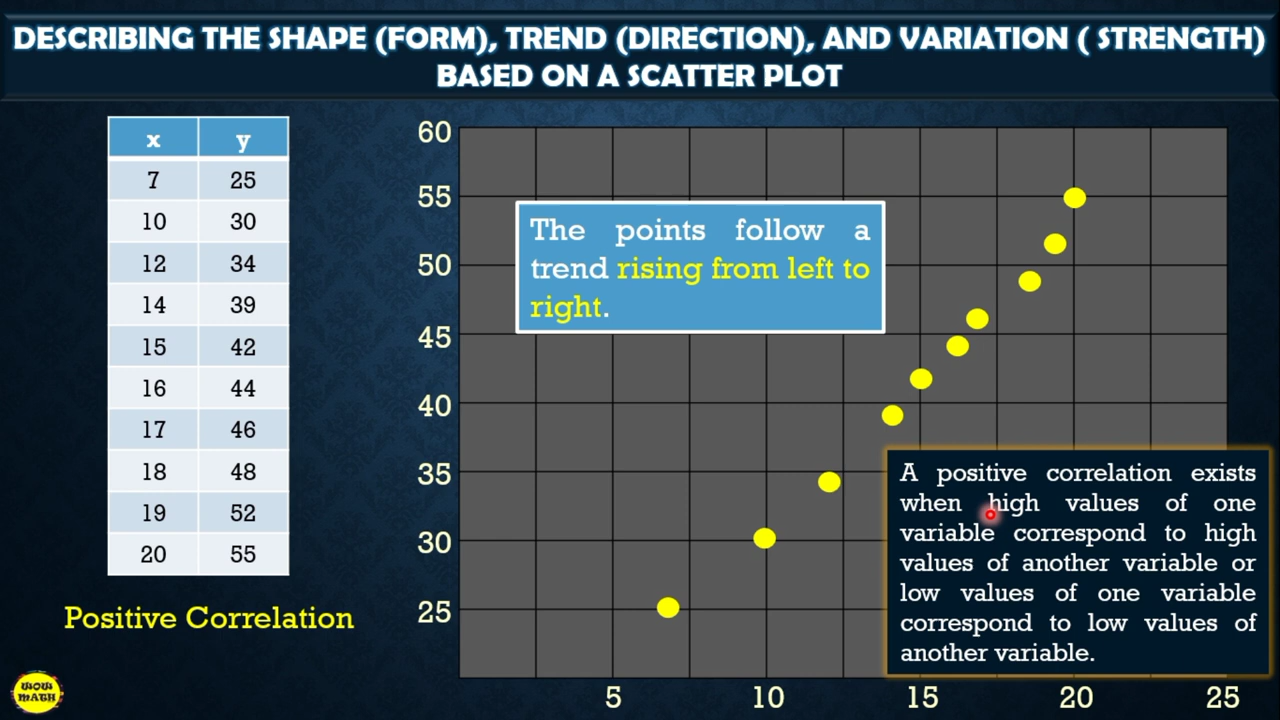 DESCRIBING THE SHAPE (FORM), TREND (DIRECTION), AND VARIATION ( STRENGTH)
BASED ON A SCATTER PLOT
x y
7 25
10 30
12 34
14 39
15 42
16 44
17 46
18 48
19 52
20 55
Positive Correlation
WOW
MATH
60
55
50
45
40
35
30
25
The points follow a
trend rising from left to
right.
A positive correlation exists
when high values of one
variable correspond to high
values of another variable or
low values of one variable
correspond to low values of
another variable.
5 10 15 20 25